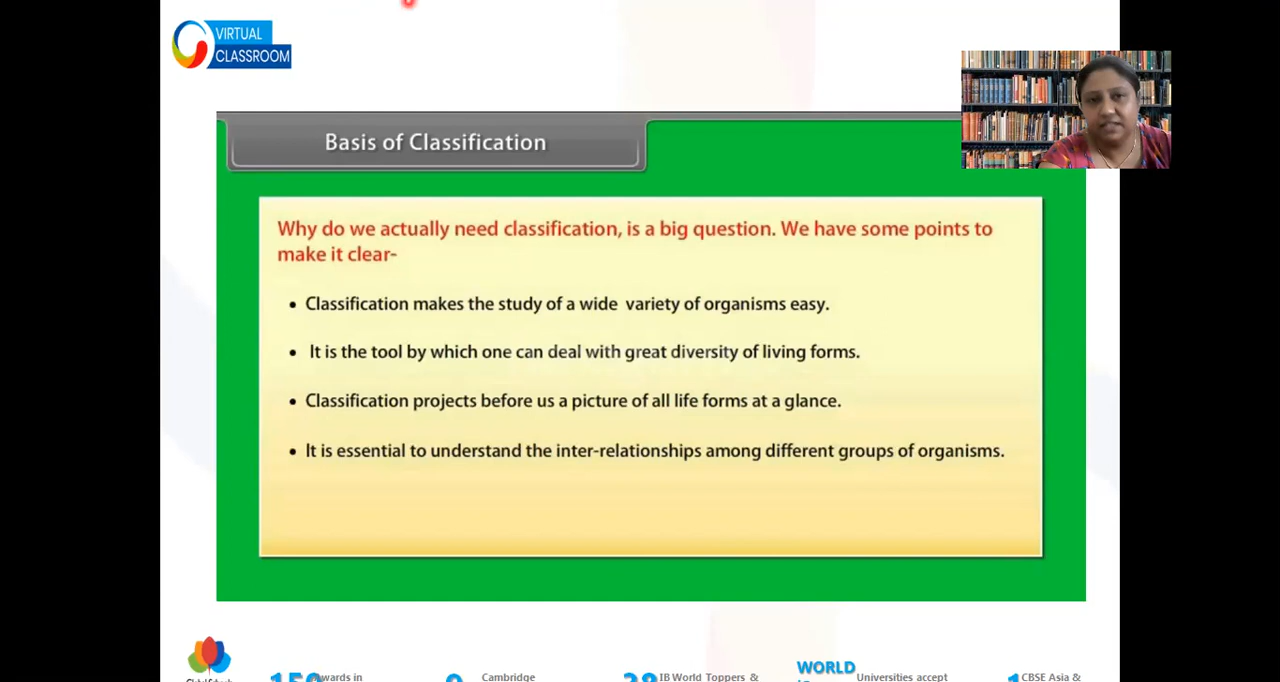 VIRTUAL
CLASSROOM
Basis of Classification
Why do we actually need classification, is a big question. We have some points to
make it clear-
• Classification makes the study of a wide variety of organisms easy.
• It is the tool by which one can deal with great diversity of living forms.
• Classification projects before us a picture of all life forms at a glance.
• It is essential to understand the inter-relationships among different groups of organisms.
WORLD
Cambridge
IB World Toppers &
Universities accept
CBSE Asia &